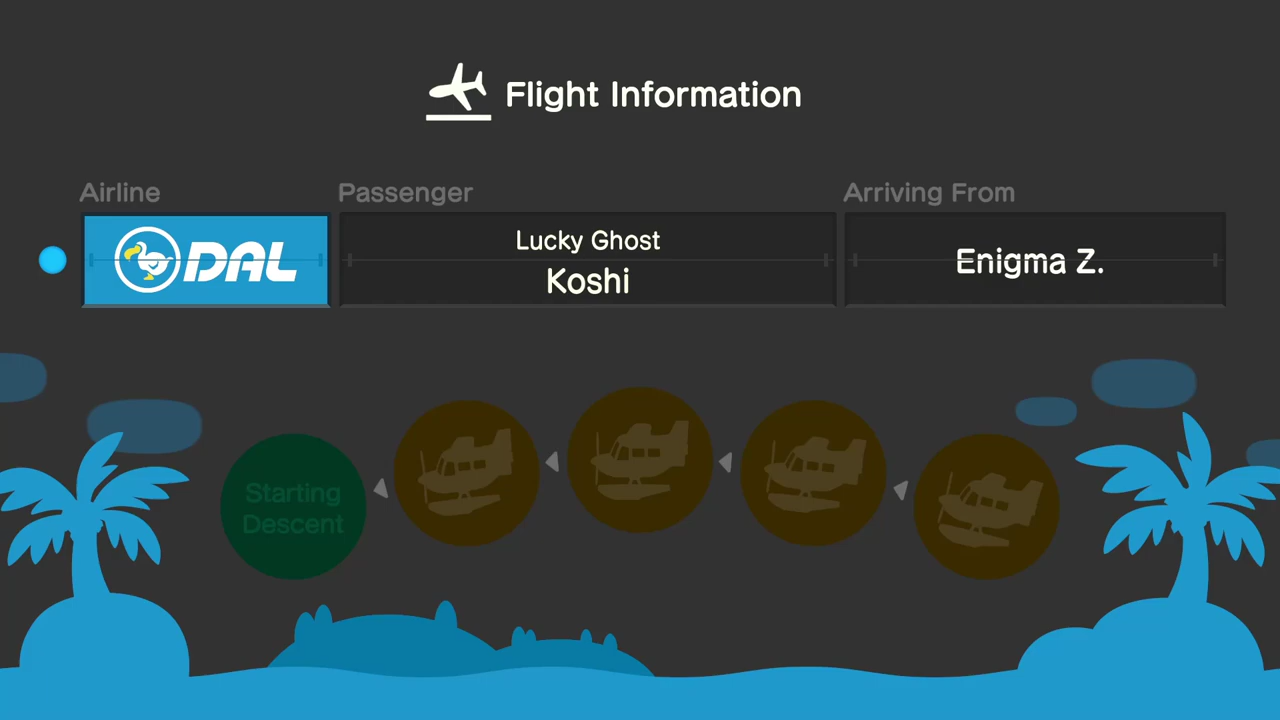 Flight Information
Airline
Passenger
Arriving From
DAL
Lucky Ghost
Koshi
Enigma Z.
Starting
Descent